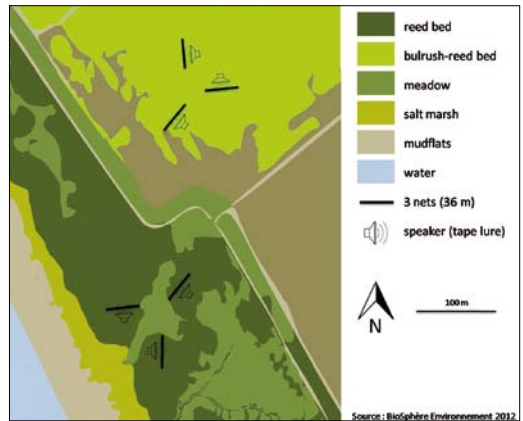 reed bed
bulrush-reed bed
meadow
salt marsh
mudflats
water
3 nets (36 m)
speaker (tape lure)
N
100 m
Source : BioSphère Environnement 2012